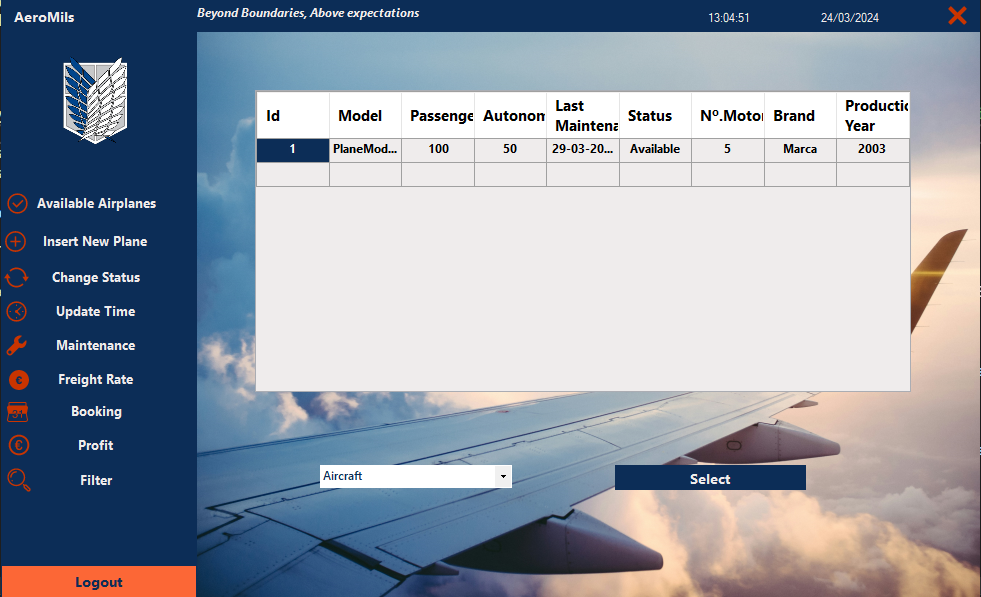 AeroMils
Beyond Boundaries, Above expectations
13:04:51
24/03/2024
Id
Model
Passenge
Autonom
Last
Maintena
Status
Nº.Motor
Brand
Productio
Year
1
PlaneMod...
100
50
29-03-20...
Available
5
Marca
2003
Available Airplanes
Insert New Plane
Change Status
Update Time
Maintenance
Freight Rate
Booking
Profit
Filter
Aircraft
Select
Logout